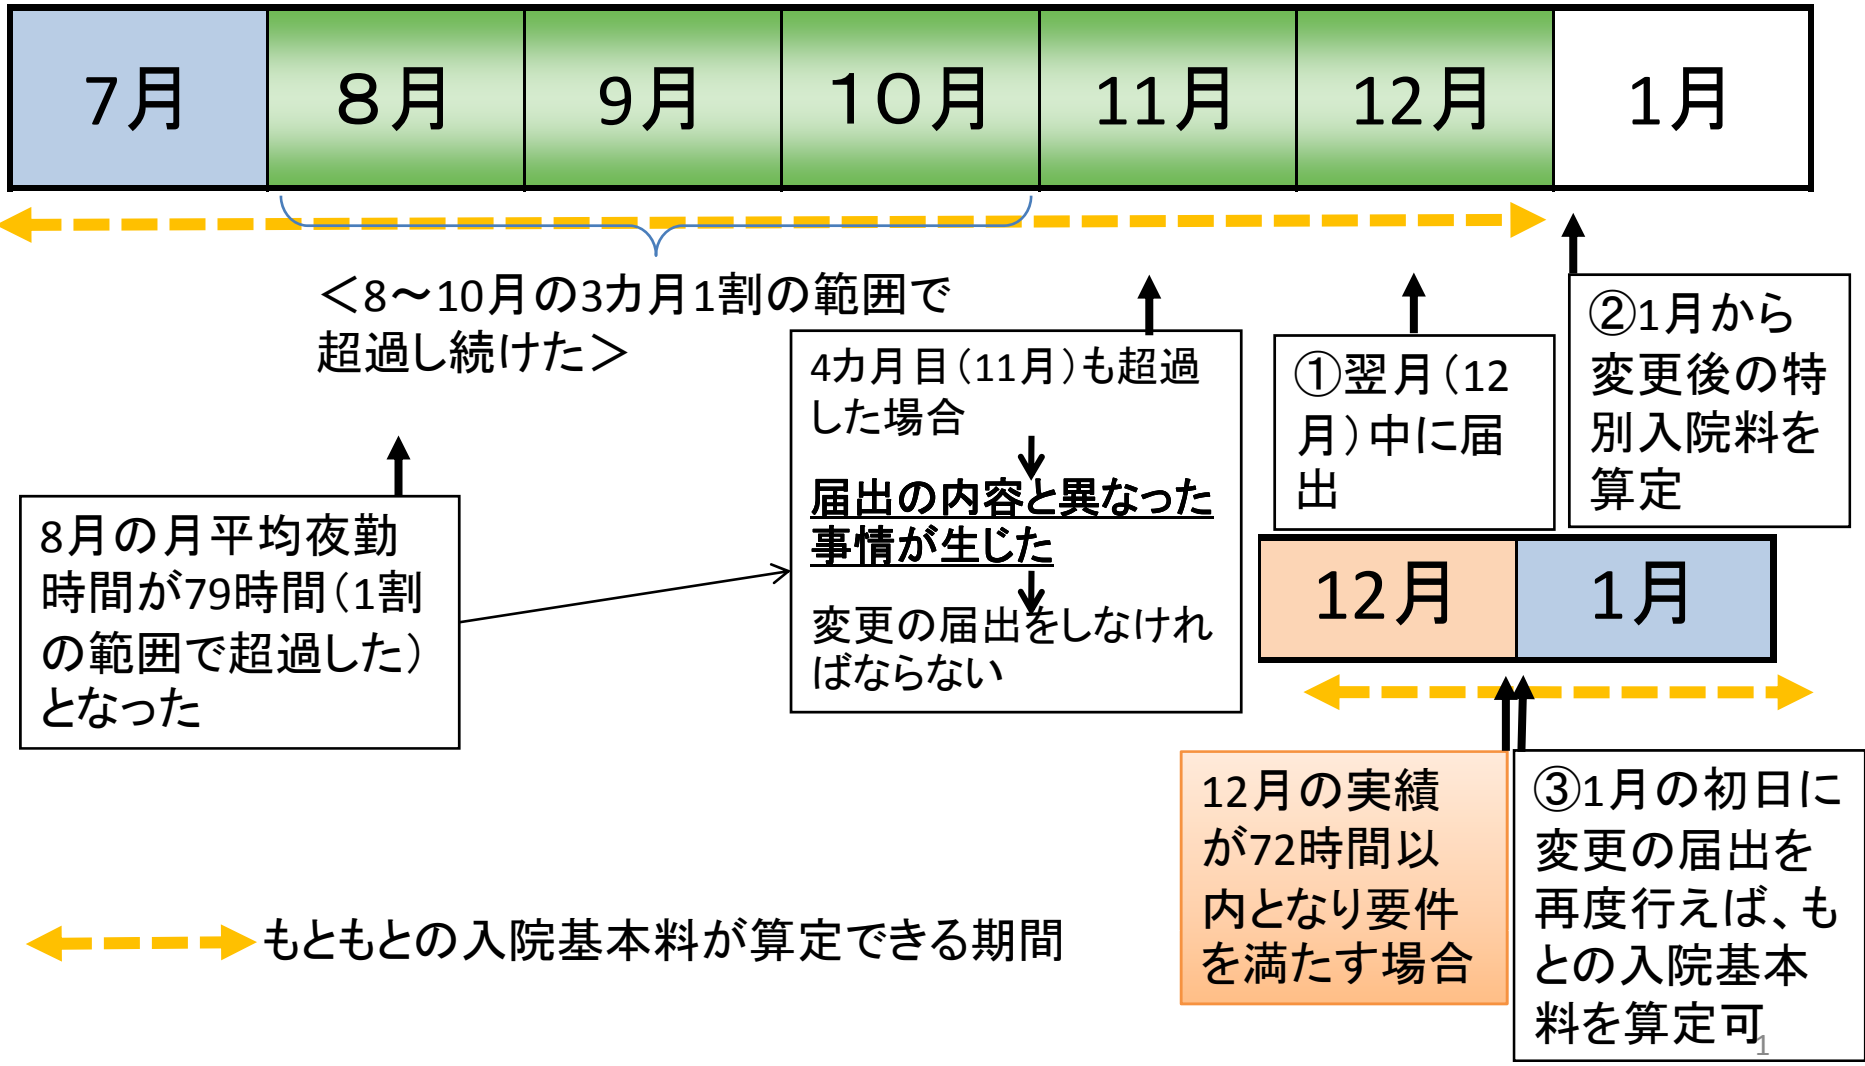 7月 ８月 9月 １０月 11月 12月 1月
＜8～10月の3カ月1割の範囲で
超過し続けた＞
8月の月平均夜勤
時間が79時間（1割
の範囲で超過した）
となった
4カ月目（11月）も超過
した場合
届出の内容と異なった
事情が生じた
変更の届出をしなけれ
ばならない
①翌月（12
月）中に届
出
②1月から
変更後の特
別入院料を
算定
12月 1月
12月の実績
が72時間以
内となり要件
を満たす場合
③1月の初日に
変更の届出を
再度行えば、も
との入院基本
料を算定可
もともとの入院基本料が算定できる期間
1